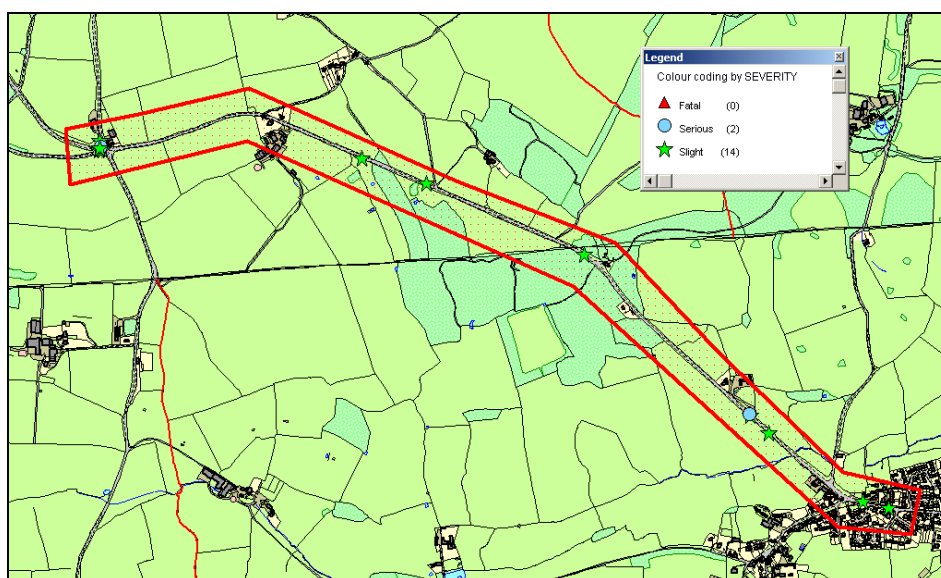 Legend
Colour coding by SEVERITY
Fatal (0)
Serious (2)
Slight (14)